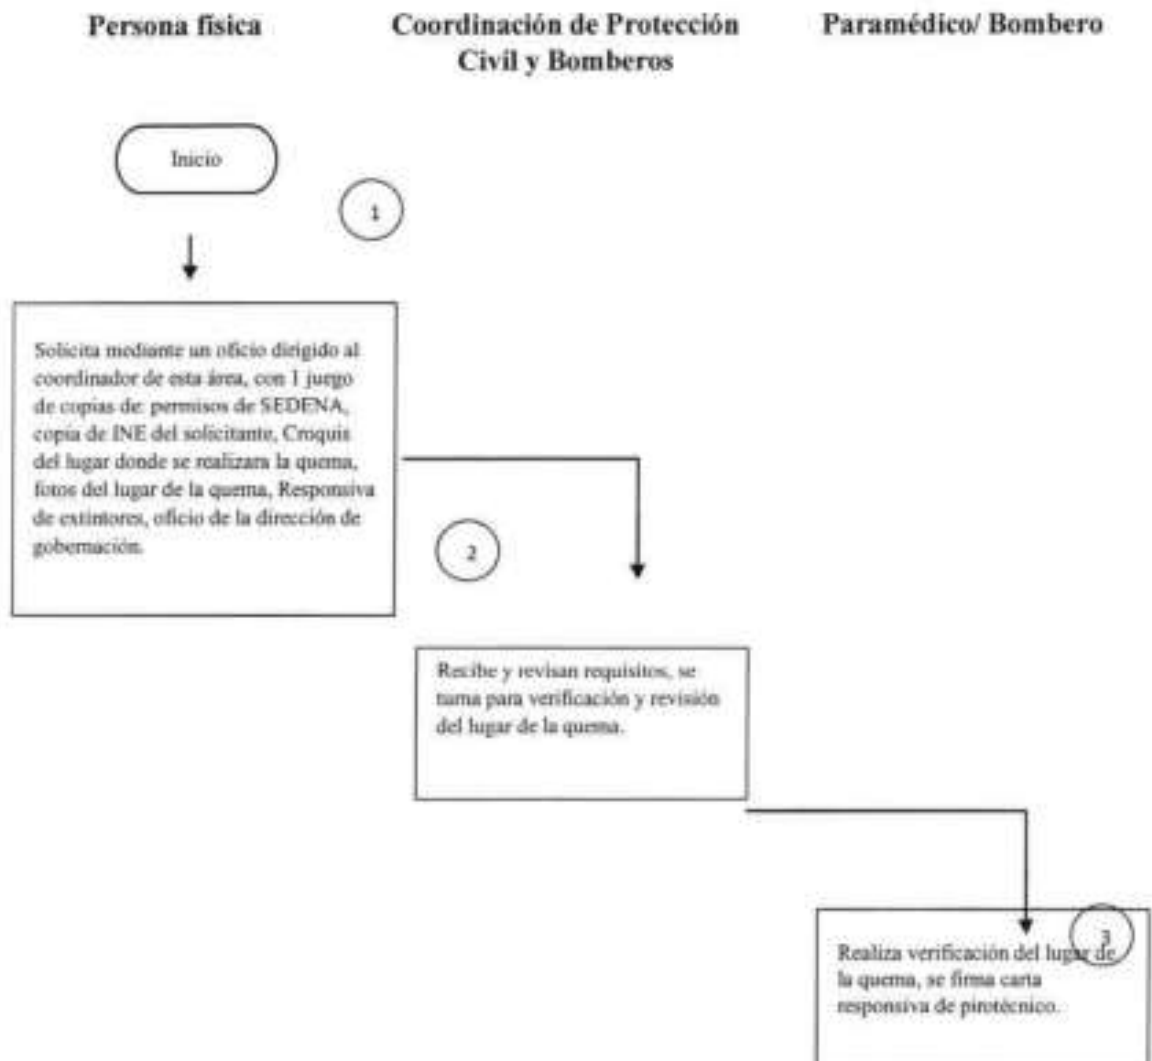 Persona física
Coordinación de Protección
Civil y Bomberos
Paramédico/ Bombero
Inicio
1
Solicita mediante un oficio dirigido al
coordinador de esta área, con 1 juego
de copias de: permisos de SEDENA,
copia de INE del solicitante, Croquis
del lugar donde se realizara la quema,
fotos del lugar de la quema, Responsiva
de extintores, oficio de la dirección de
gobernación.
2
Recibe y revisan requisitos, se
turna para verificación y revisión
del lugar de la quema.
3
Realiza verificación del lugar de
la quema, se firma carta
responsiva de pirotécnico.